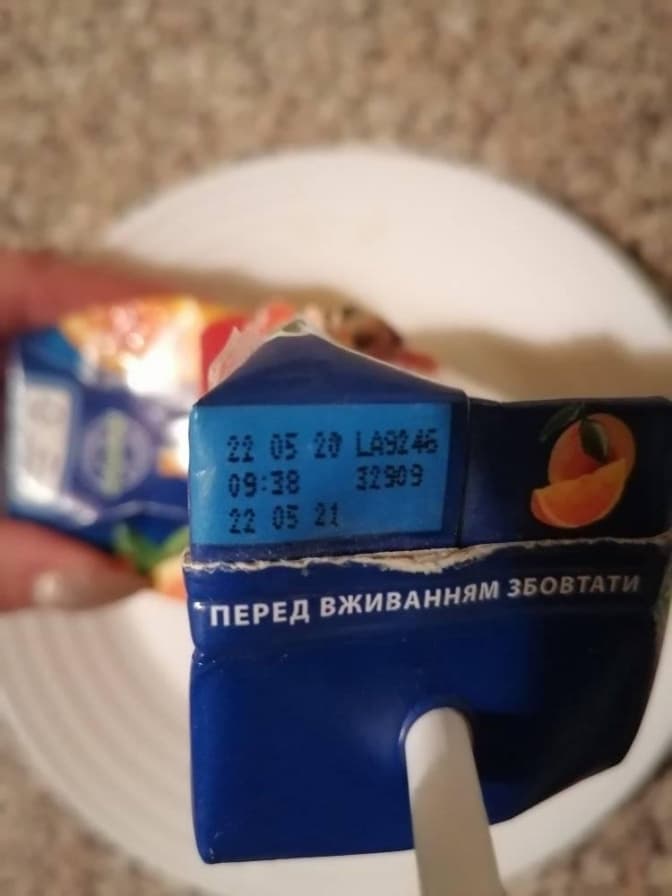 22 05 20 LA9246
09:38 32909
22 05 21
ПЕРЕД ВЖИВАННЯМ ЗБОВТАТИ